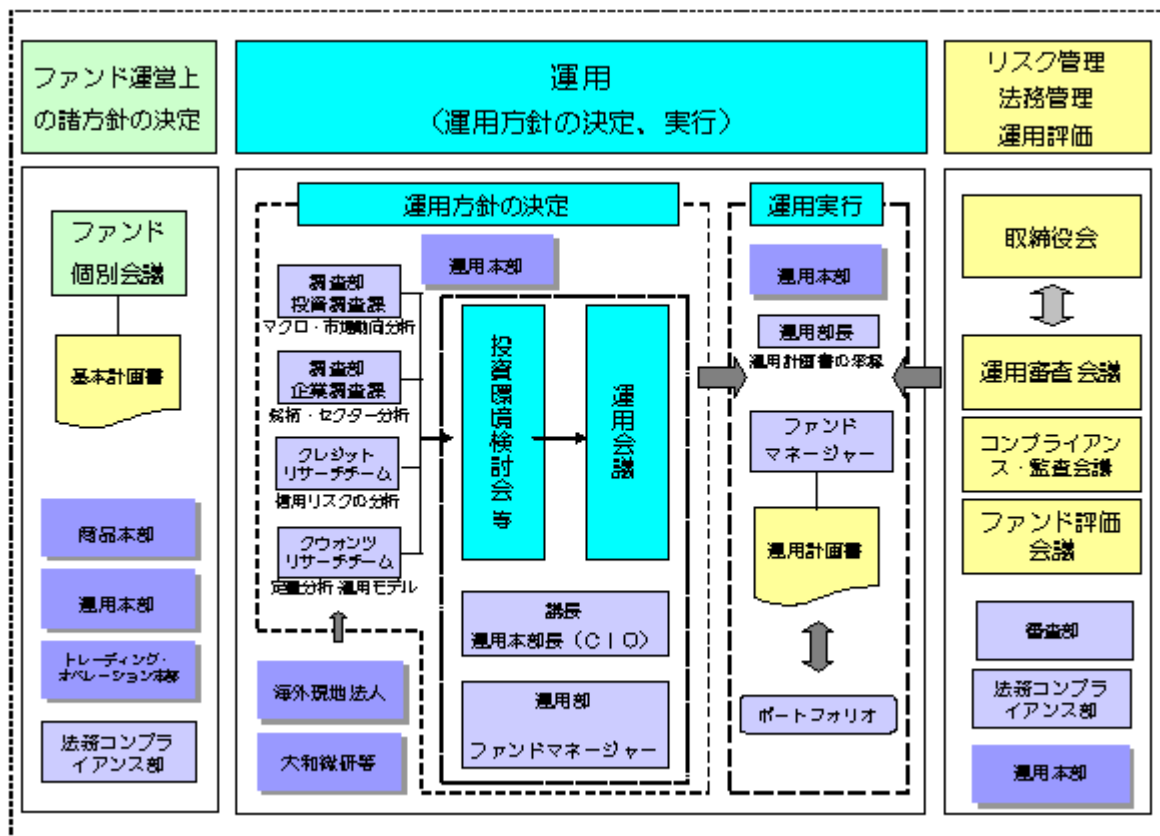 ファンド運営上
の諸方針の決定
運用
（運用方針の決定、実行）
リスク管理
法務管理
運用評価
ファンド
個別会議
基本計画書
商品本部
運用本部
トレーディング・
オペレーション本部
法務コンプラ
イアンス部
運用方針の決定
運用本部
調査部
投資調査課
マクロ・市場動向分析
調査部
企業調査課
銘柄・セクター分析
クレジット
リサーチチーム
信用リスクの分析
クウォンツ
リサーチチーム
定量分析 運用モデル
海外現地法人
大和総研等
投資環境検討会 等
運用会議
議長
運用本部長（ＣＩＯ）
運用部
ファンドマネージャー
運用実行
運用本部
運用部長
運用計画書の承認
ファンド
マネージャー
運用計画書
ポートフォリオ
取締役会
運用審査会議
コンプライアン
ス・監査会議
ファンド評価
会議
審査部
法務コンプラ
イアンス部
運用本部